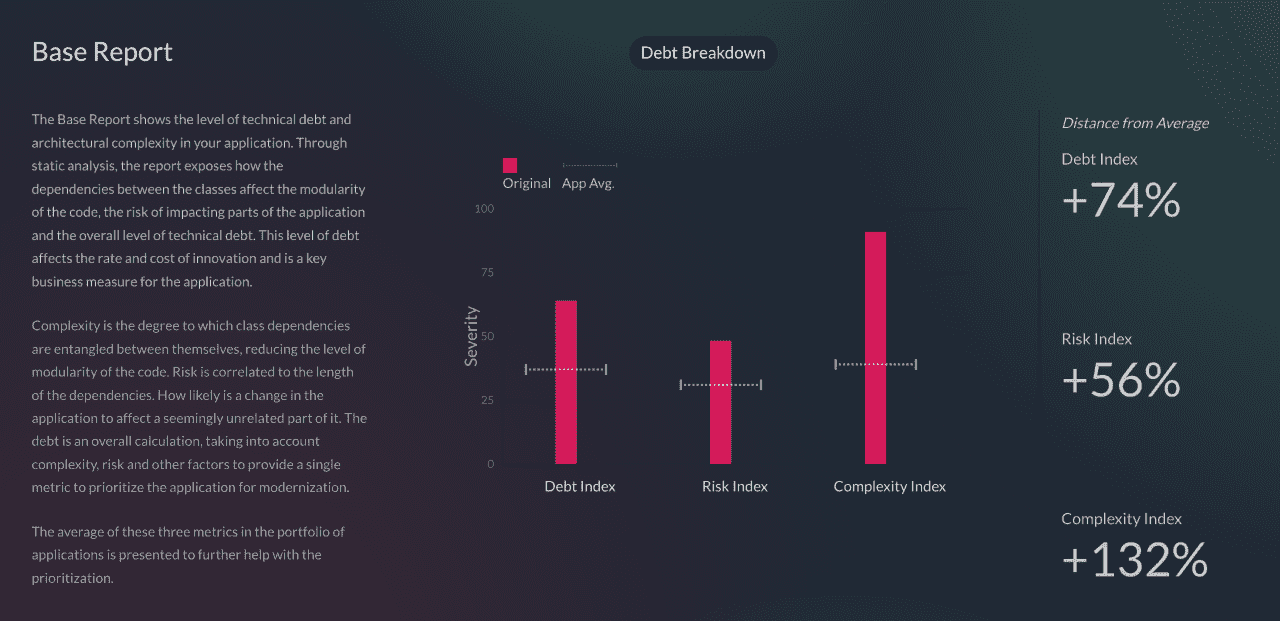 Base Report
Debt Breakdown
The Base Report shows the level of technical debt and
architectural complexity in your application. Through
static analysis, the report exposes how the
dependencies between the classes affect the modularity
of the code, the risk of impacting parts of the application
and the overall level of technical debt. This level of debt
affects the rate and cost of innovation and is a key
business measure for the application.
Complexity is the degree to which class dependencies
are entangled between themselves, reducing the level of
modularity of the code. Risk is correlated to the length
of the dependencies. How likely is a change in the
application to affect a seemingly unrelated part of it. The
debt is an overall calculation, taking into account
complexity, risk and other factors to provide a single
metric to prioritize the application for modernization.
The average of these three metrics in the portfolio of
applications is presented to further help with the
prioritization.
Original App Avg.
100
75
50
25
0
Severity
Debt Index Risk Index Complexity Index
Distance from Average
Debt Index
+74%
Risk Index
+56%
Complexity Index
+132%